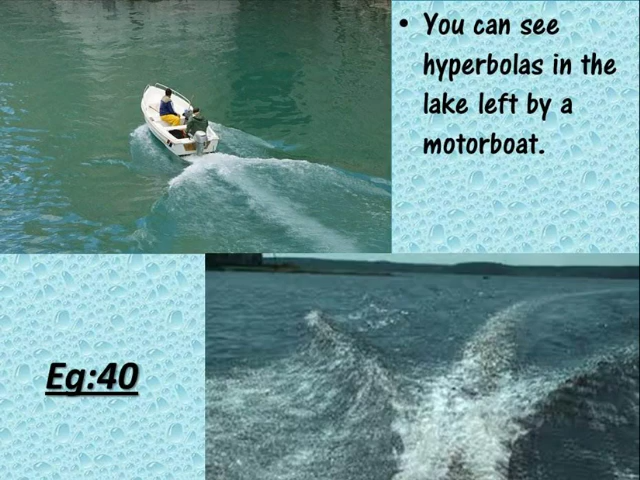 • You can see
hyperbolas in the
lake left by a
motorboat.
Eg:40